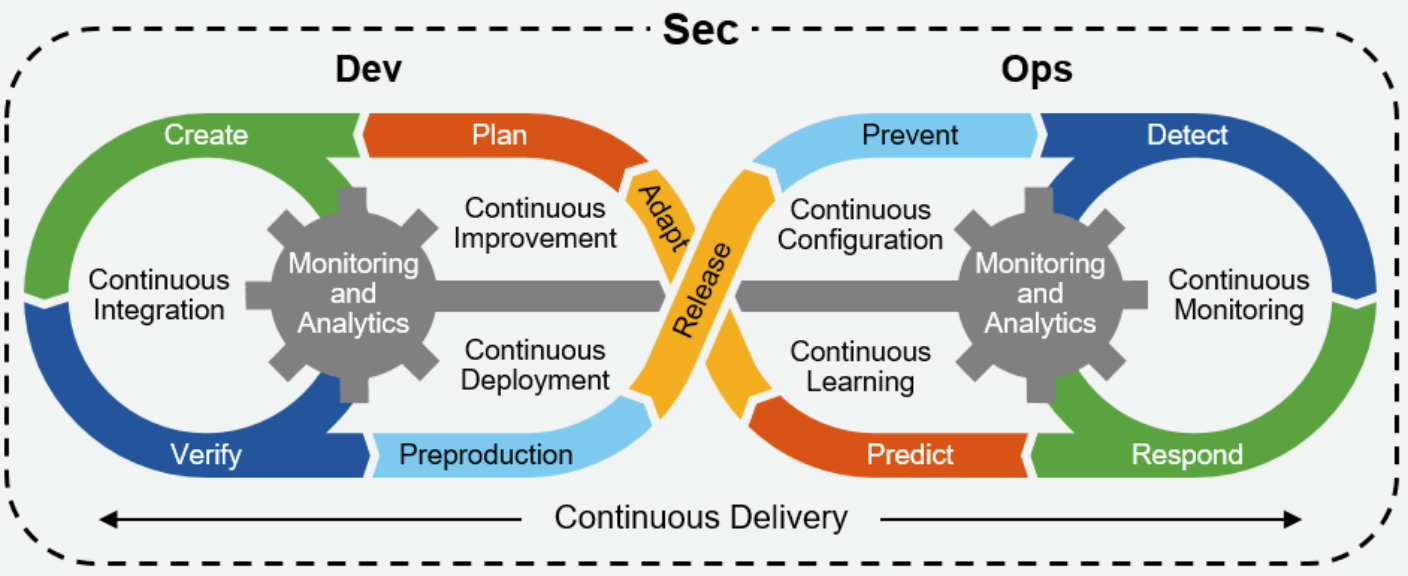 Sec
Dev
Ops
Create
Plan
Adapt
Release
Prevent
Detect
Continuous
Improvement
Continuous
Configuration
Continuous
Integration
Monitoring
and
Analytics
Monitoring
and
Analytics
Continuous
Monitoring
Continuous
Deployment
Continuous
Learning
Verify
Preproduction
Predict
Respond
Continuous Delivery